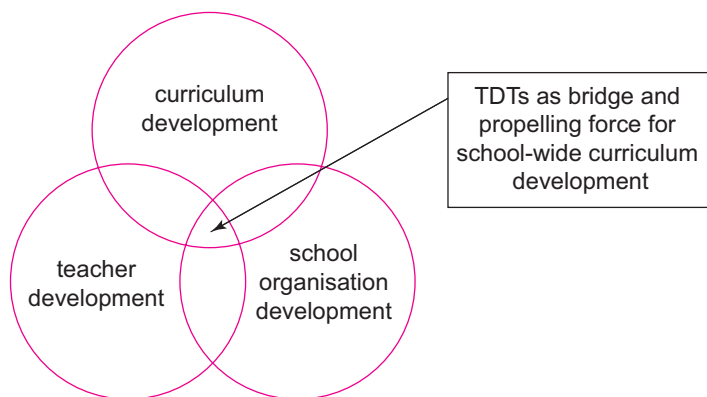 curriculum
development
TDTs as bridge and
propelling force for
school-wide curriculum
development
teacher
development
school
organisation
development